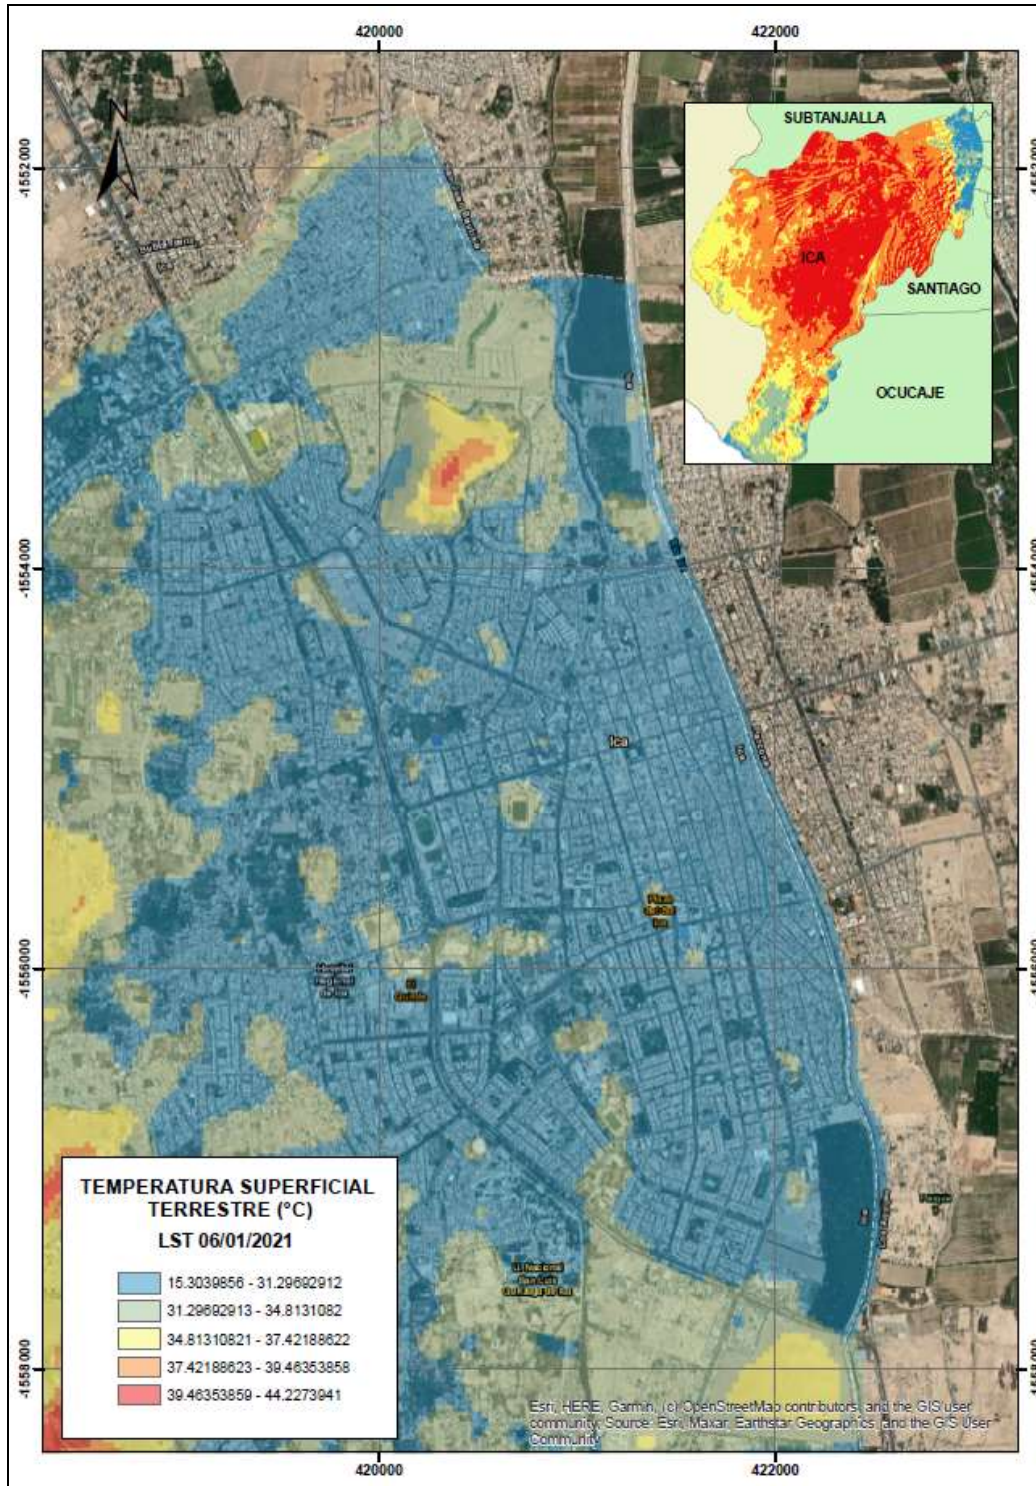 420000
422000
N
-1552000
-1554000
-1556000
-1558000
SUBTANJALLA
ICA
SANTIAGO
OCUCAJE
Ica
TEMPERATURA SUPERFICIAL
TERRESTRE (°C)
LST 06/01/2021
15.3039856 - 31.29692912
31.29692913 - 34.8131082
34.81310821 - 37.42188622
37.42188623 - 39.46353858
39.46353859 - 44.2273941
Esri, HERE, Garmin, (c) OpenStreetMap contributors, and the GIS user
community, Source: Esri, Maxar, Earthstar Geographics, and the GIS User
Community
420000
422000